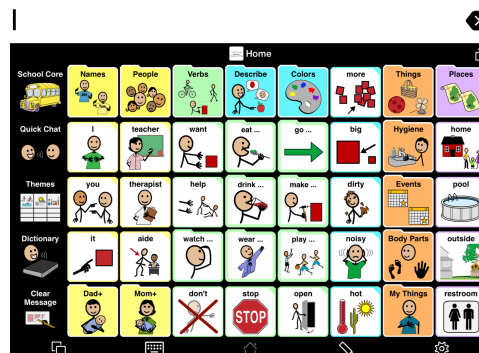 Home
School Core Names People Verbs Describe Colors more Things Places
Quick Chat I teacher want eat ... go ... big Hygiene home
Themes you therapist help drink ... make ... dirty Events pool
Dictionary it aide watch ... wear ... play ... noisy Body Parts outside
Clear Message Dad+ Mom+ don't stop open hot My Things restroom
STOP